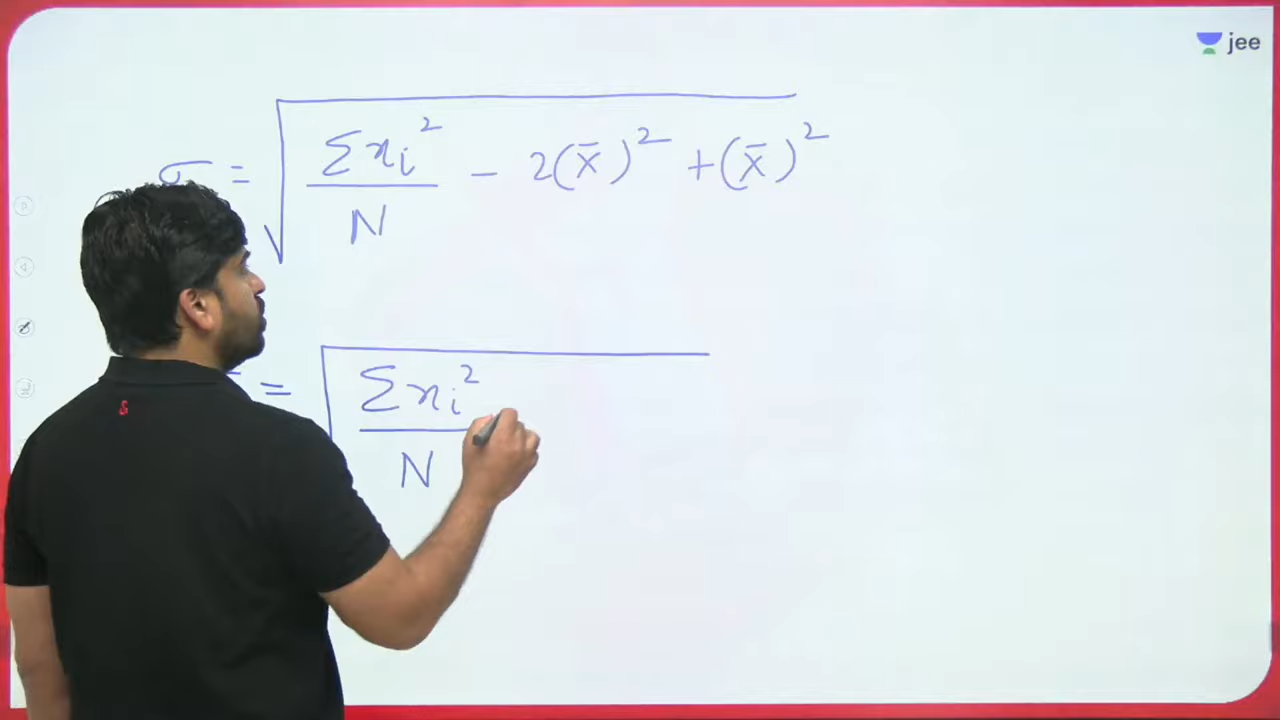 jee
σ = √(Σxᵢ²/N - 2(x̄)² + (x̄)²)
= √(Σxᵢ²/N